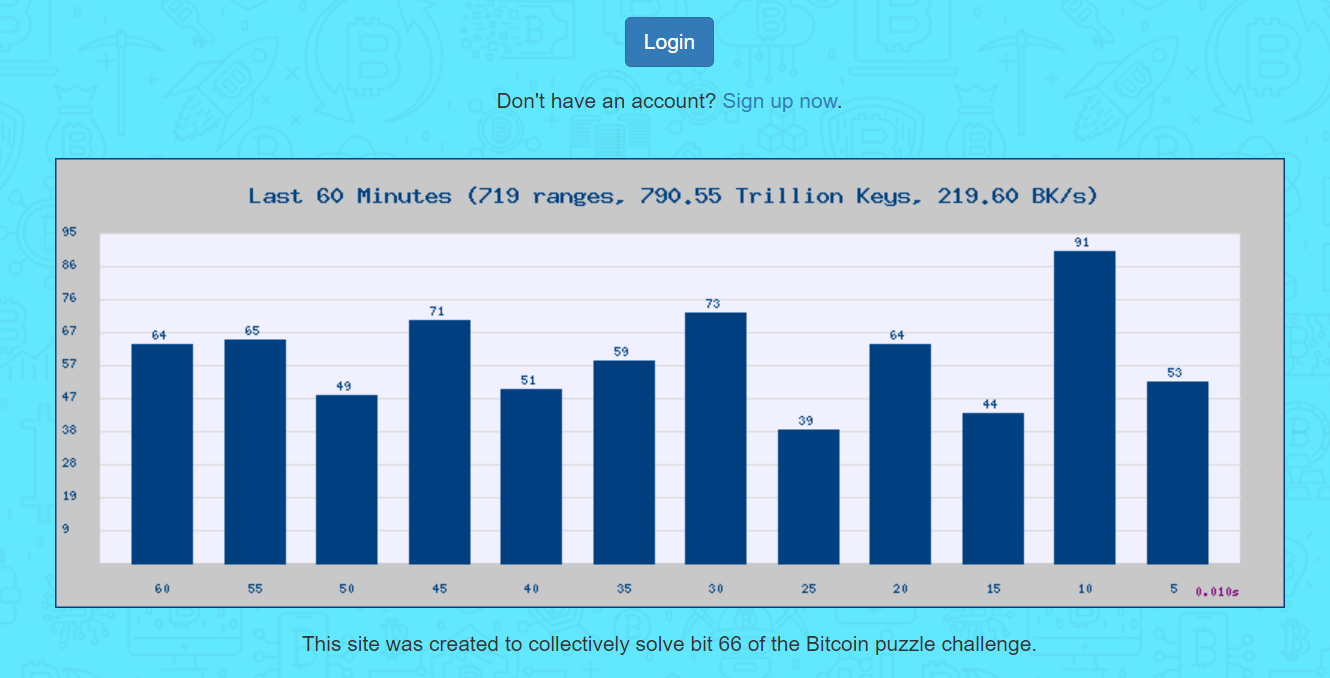 Login
Don't have an account? Sign up now.
Last 60 Minutes (719 ranges, 790.55 Trillion Keys, 219.60 BK/s)
95
86
76
67
57
47
38
28
19
9
64 65 49 71 51 59 73 39 64 44 91 53
60 55 50 45 40 35 30 25 20 15 10 5 0.010s
This site was created to collectively solve bit 66 of the Bitcoin puzzle challenge.